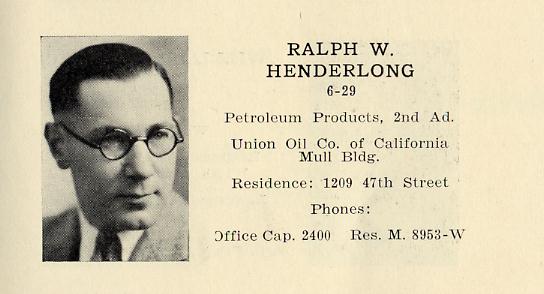 RALPH W.
HENDERLONG
6-29
Petroleum Products, 2nd Ad.
Union Oil Co. of California
Mull Bldg.
Residence: 1209 47th Street
Phones:
Office Cap. 2400 Res. M. 8953-W